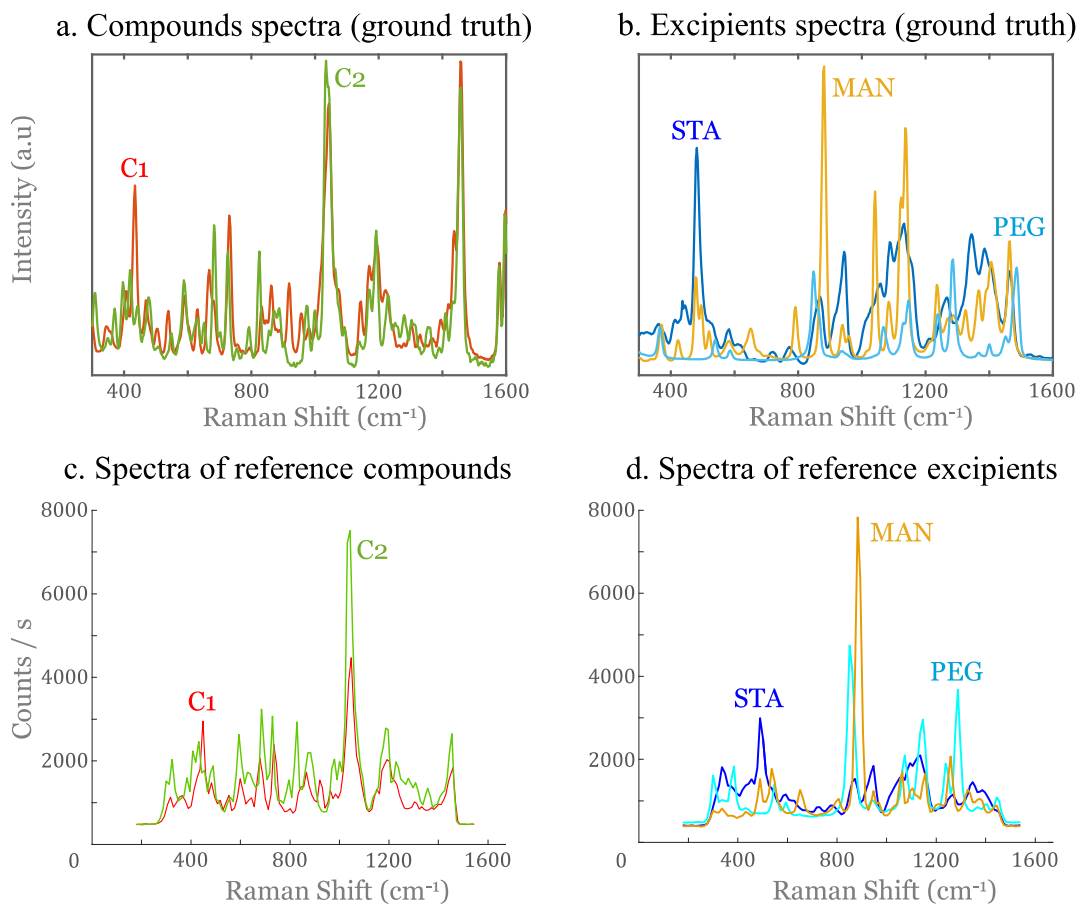 a. Compounds spectra (ground truth)
b. Excipients spectra (ground truth)
Intensity (a.u)
C1
C2
400
800
1200
1600
Raman Shift (cm⁻¹)
STA
MAN
PEG
400
800
1200
1600
Raman Shift (cm⁻¹)
c. Spectra of reference compounds
d. Spectra of reference excipients
Counts / s
8000
6000
4000
2000
0
C1
C2
400
800
1200
1600
Raman Shift (cm⁻¹)
8000
6000
4000
2000
0
STA
MAN
PEG
400
800
1200
1600
Raman Shift (cm⁻¹)